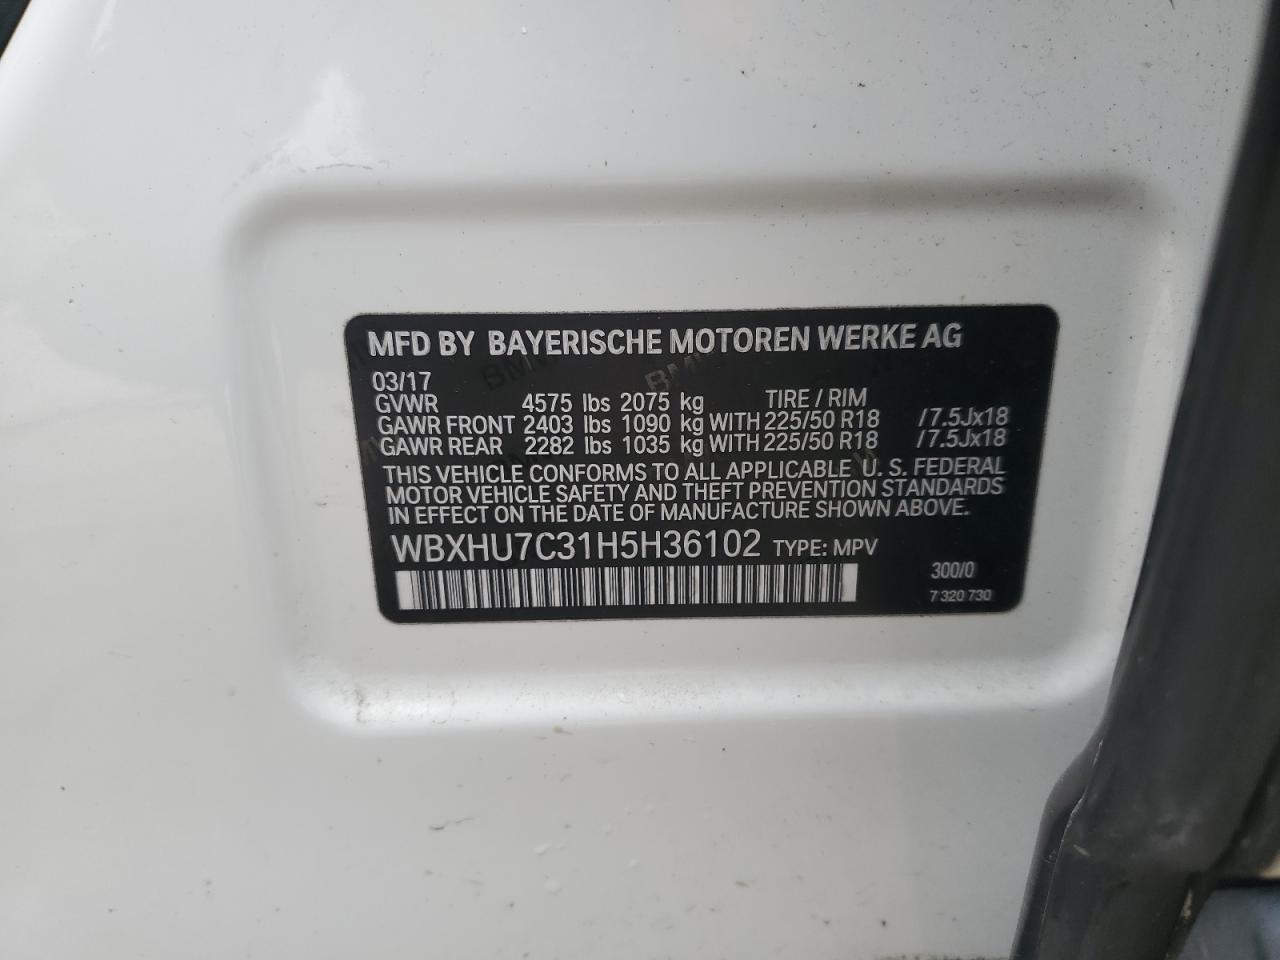 MFD BY BAYERISCHE MOTOREN WERKE AG
03/17
GVWR 4575 lbs 2075 kg TIRE / RIM
GAWR FRONT 2403 lbs 1090 kg WITH 225/50 R18 /7.5Jx18
GAWR REAR 2282 lbs 1035 kg WITH 225/50 R18 /7.5Jx18
THIS VEHICLE CONFORMS TO ALL APPLICABLE U. S. FEDERAL
MOTOR VEHICLE SAFETY AND THEFT PREVENTION STANDARDS
IN EFFECT ON THE DATE OF MANUFACTURE SHOWN ABOVE.
WBXHU7C31H5H36102 TYPE: MPV
300/0
7 320 730